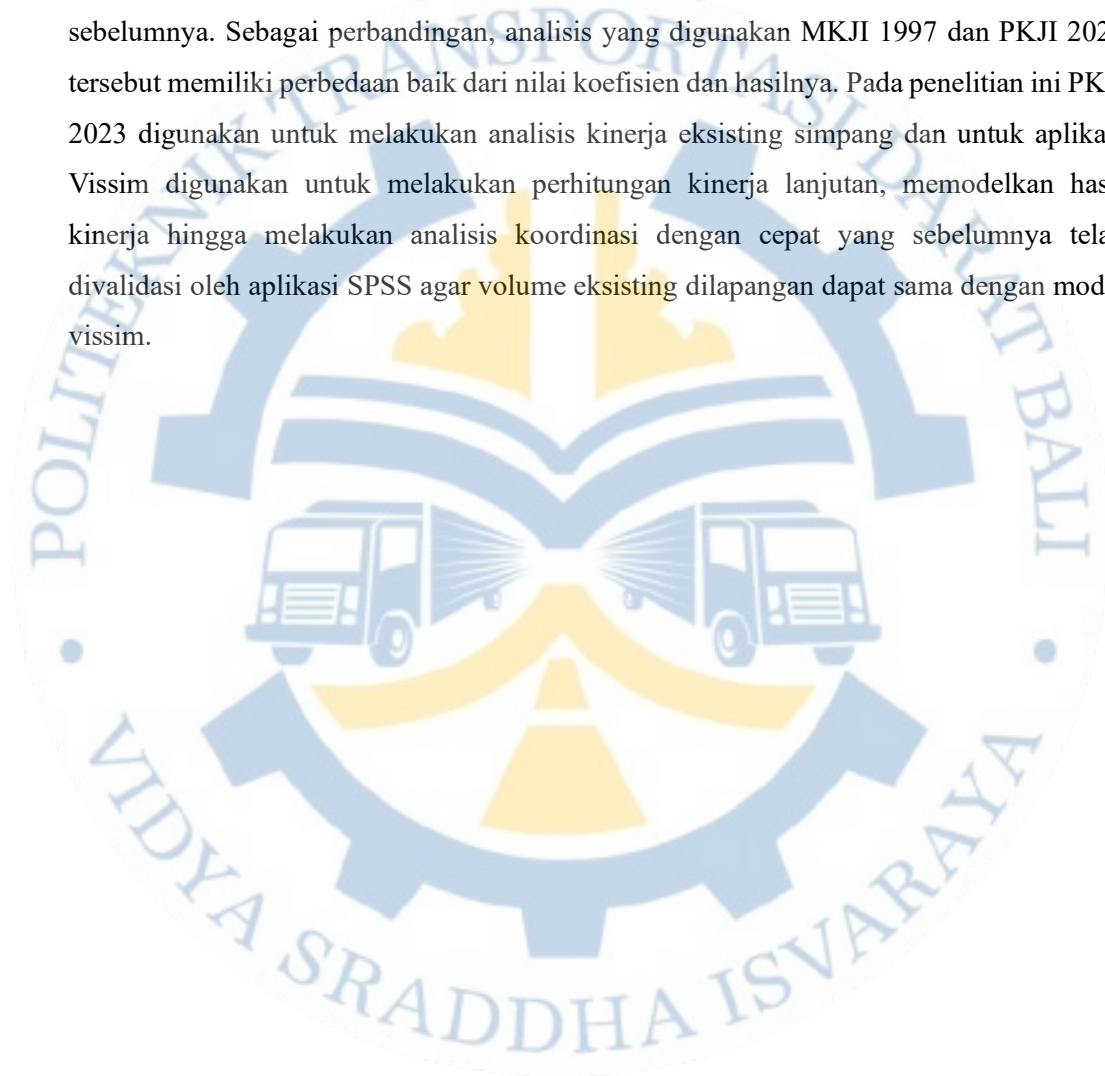 sebelumnya. Sebagai perbandingan, analisis yang digunakan MKJI 1997 dan PKJI 202
tersebut memiliki perbedaan baik dari nilai koefisien dan hasilnya. Pada penelitian ini PK
2023 digunakan untuk melakukan analisis kinerja eksisting simpang dan untuk aplika
Vissim digunakan untuk melakukan perhitungan kinerja lanjutan, memodelkan has
kinerja hingga melakukan analisis koordinasi dengan cepat yang sebelumnya tela
divalidasi oleh aplikasi SPSS agar volume eksisting dilapangan dapat sama dengan mod
vissim.
POLITEKNIK TRANSPORTASI DARAT BALI
VIDYA SRADDHA ISVARAYA